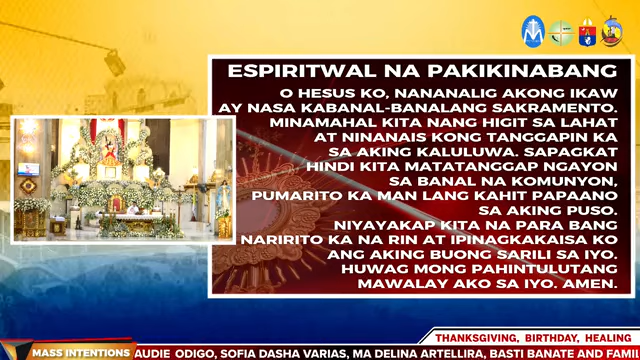 ESPIRITWAL NA PAKIKINABANG
O HESUS KO, NANANALIG AKONG IKAW
AY NASA KABANAL-BANALANG SAKRAMENTO.
MINAMAHAL KITA NANG HIGIT SA LAHAT
AT NINANAIS KONG TANGGAPIN KA
SA AKING KALULUWA. SAPAGKAT
HINDI KITA MATATANGGAP NGAYON
SA BANAL NA KOMUNYON,
PUMARITO KA MAN LANG KAHIT PAPAANO
SA AKING PUSO.
NIYAYAKAP KITA NA PARA BANG
NARIRITO KA NA RIN AT IPINAGKAKAISA KO
ANG AKING BUONG SARILI SA IYO.
HUWAG MONG PAHINTULUTANG
MAWALAY AKO SA IYO. AMEN.
THANKSGIVING, BIRTHDAY, HEALING
MASS INTENTIONS AUDIE ODIGO, SOFIA DASHA VARIAS, MA DELINA ARTELLIRA, BASTI BANATE AND FAMIL